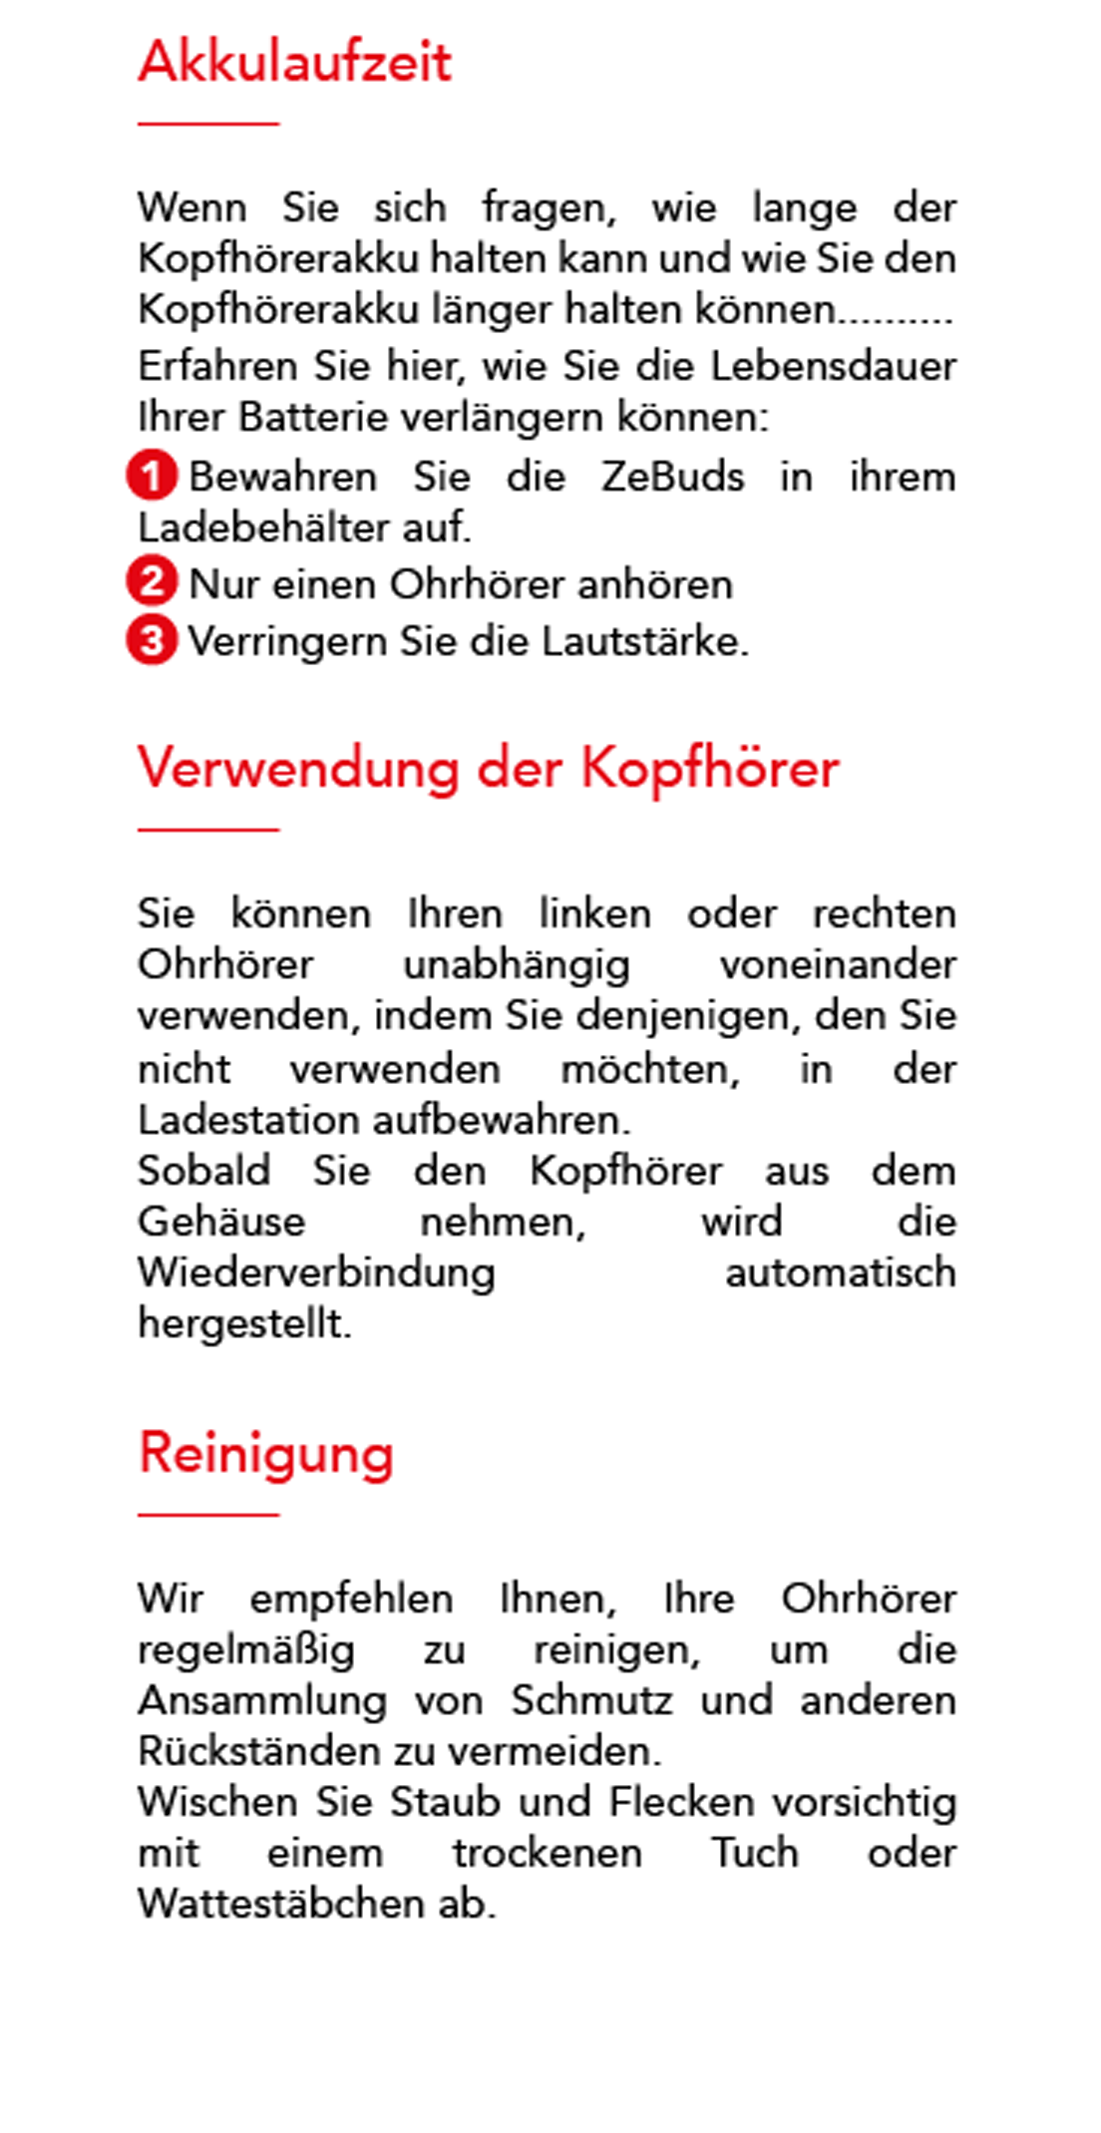 Akkulaufzeit
Wenn Sie sich fragen, wie lange der
Kopfhörerakku halten kann und wie Sie den
Kopfhörerakku länger halten können..........
Erfahren Sie hier, wie Sie die Lebensdauer
Ihrer Batterie verlängern können:
1 Bewahren Sie die ZeBuds in ihrem
Ladebehälter auf.
2 Nur einen Ohrhörer anhören
3 Verringern Sie die Lautstärke.
Verwendung der Kopfhörer
Sie können Ihren linken oder rechten
Ohrhörer unabhängig voneinander
verwenden, indem Sie denjenigen, den Sie
nicht verwenden möchten, in der
Ladestation aufbewahren.
Sobald Sie den Kopfhörer aus dem
Gehäuse nehmen, wird die
Wiederverbindung automatisch
hergestellt.
Reinigung
Wir empfehlen Ihnen, Ihre Ohrhörer
regelmäßig zu reinigen, um die
Ansammlung von Schmutz und anderen
Rückständen zu vermeiden.
Wischen Sie Staub und Flecken vorsichtig
mit einem trockenen Tuch oder
Wattestäbchen ab.